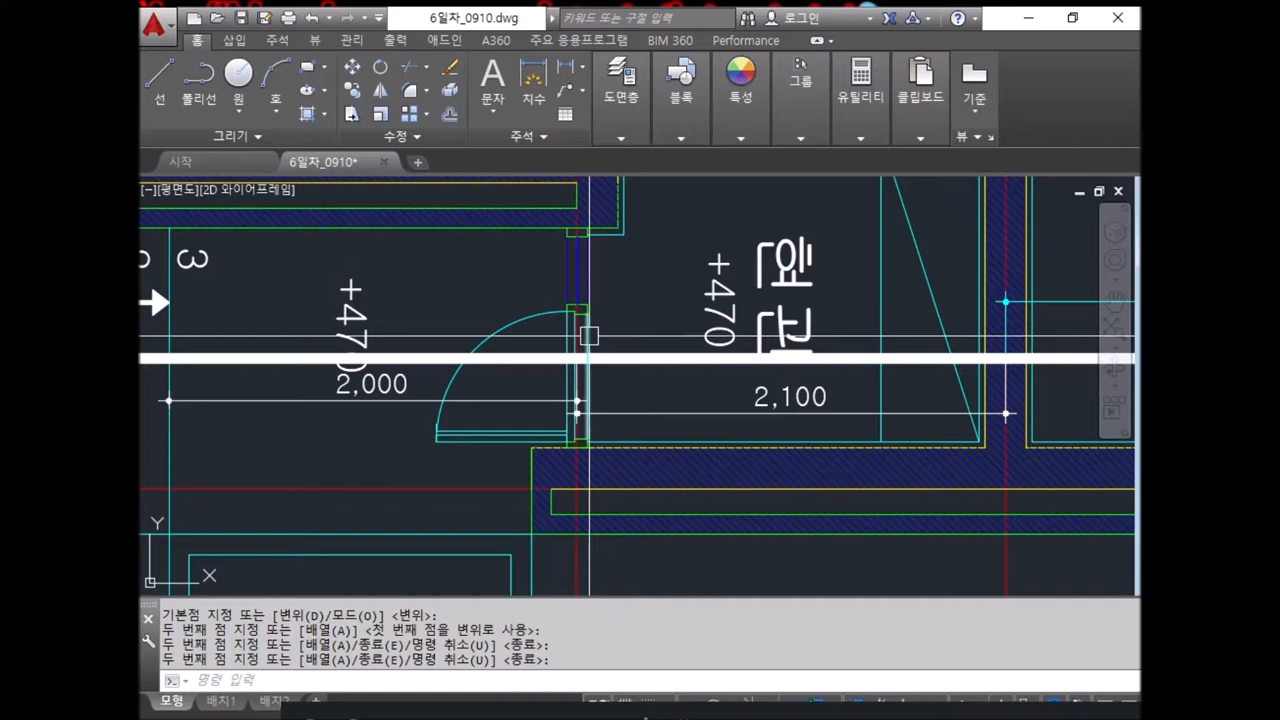 6일차_0910.dwg
키워드 또는 구절 입력
로그인
홈 삽입 주석 뷰 관리 출력 애드인 A360 주요 응용프로그램 BIM 360 Performance
선 폴리선 원 호 문자 치수 도면층 블록 특성 그룹 유틸리티 클립보드 기준
그리기 수정 주석 뷰
시작 6일차_0910*
[−][평면도][2D 와이어프레임]
3
+470
2,000
+470
현관
2,100
Y
X
기본점 지정 또는 [변위(D)/모드(O)] <변위>:
두 번째 점 지정 또는 [배열(A)] <첫 번째 점을 변위로 사용>:
두 번째 점 지정 또는 [배열(A)/종료(E)/명령 취소(U)] <종료>:
두 번째 점 지정 또는 [배열(A)/종료(E)/명령 취소(U)] <종료>:
명령 입력
모형 배치1 배치2